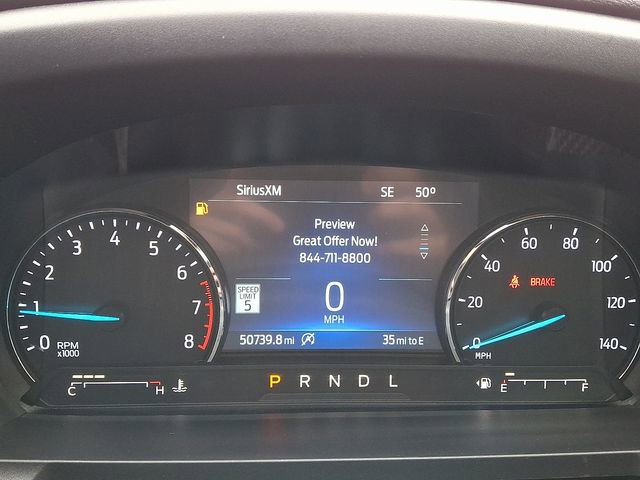 SiriusXM SE 50°
Preview
Great Offer Now!
844-711-8800
SPEED
LIMIT
5
0
MPH
50739.8 mi 35 mi to E
0 1 2 3 4 5 6 7 8
RPM
x1000
0 20 40 60 80 100 120 140
MPH
BRAKE
C H
P R N D L
E F